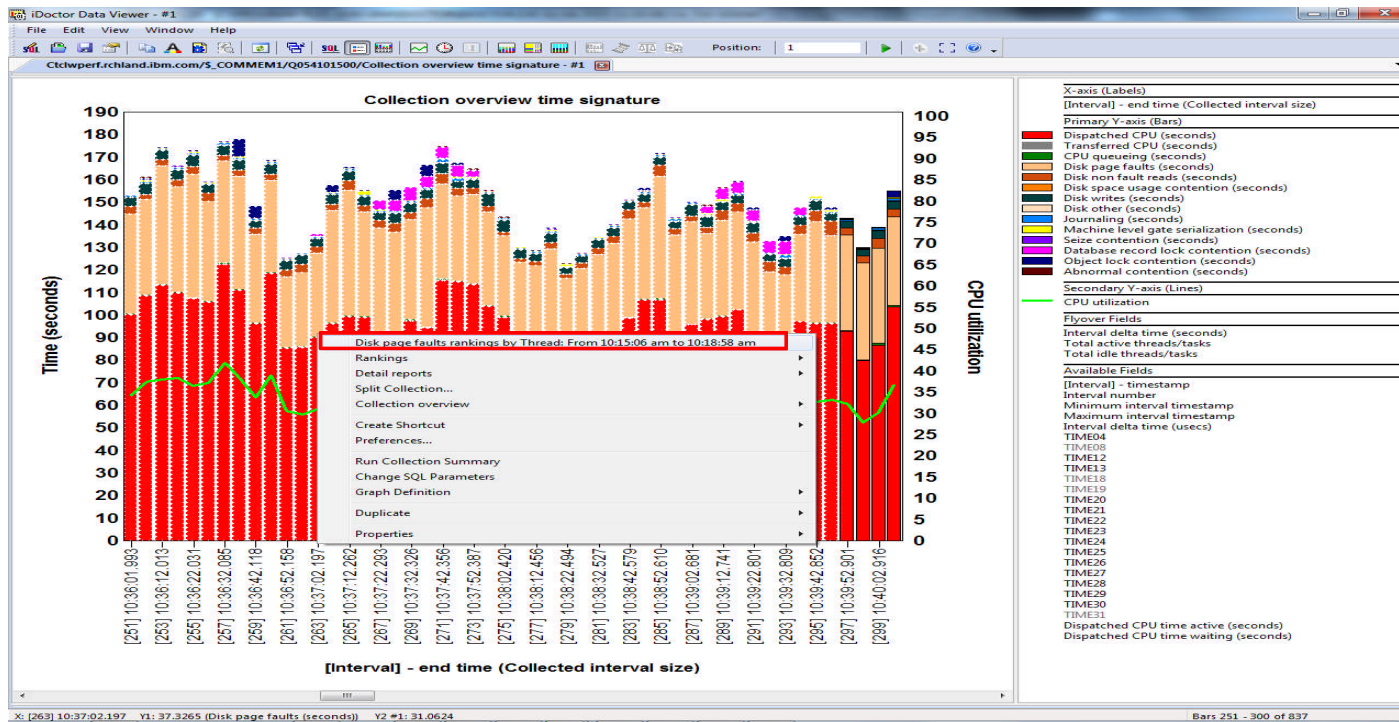 iDoctor Data Viewer - #1
File Edit View Window Help
SQL Position: 1
Ctclwperf.rchland.ibm.com/$_COMMEM1/Q054101500/Collection overview time signature - #1
Collection overview time signature
190
180
170
160
150
140
130
120
110
100
90
80
70
60
50
40
30
20
10
0
Time (seconds)
100
95
90
85
80
75
70
65
60
55
50
45
40
35
30
25
20
15
10
5
0
CPU utilization
Disk page faults rankings by Thread: From 10:15:06 am to 10:18:58 am
Rankings
Detail reports
Split Collection...
Collection overview
Create Shortcut
Preferences...
Run Collection Summary
Change SQL Parameters
Graph Definition
Duplicate
Properties
[251] 10:36:01.993
[253] 10:36:12.013
[255] 10:36:22.031
[257] 10:36:32.085
[259] 10:36:42.118
[261] 10:36:52.158
[263] 10:37:02.197
[265] 10:37:12.262
[267] 10:37:22.293
[269] 10:37:32.326
[271] 10:37:42.356
[273] 10:37:52.387
[275] 10:38:02.420
[277] 10:38:12.456
[279] 10:38:22.494
[281] 10:38:32.527
[283] 10:38:42.579
[285] 10:38:52.610
[287] 10:39:02.681
[289] 10:39:12.741
[291] 10:39:22.801
[293] 10:39:32.809
[295] 10:39:42.852
[297] 10:39:52.901
[299] 10:40:02.916
[Interval] - end time (Collected interval size)
X-axis (Labels)
[Interval] - end time (Collected interval size)
Primary Y-axis (Bars)
Dispatched CPU (seconds)
Transferred CPU (seconds)
CPU queueing (seconds)
Disk page faults (seconds)
Disk non fault reads (seconds)
Disk space usage contention (seconds)
Disk writes (seconds)
Disk other (seconds)
Journaling (seconds)
Machine level gate serialization (seconds)
Seize contention (seconds)
Database record lock contention (seconds)
Object lock contention (seconds)
Abnormal contention (seconds)
Secondary Y-axis (Lines)
CPU utilization
Flyover Fields
Interval delta time (seconds)
Total active threads/tasks
Total idle threads/tasks
Available Fields
[Interval] - timestamp
Interval number
Minimum interval timestamp
Maximum interval timestamp
Interval delta time (usecs)
TIME04
TIME08
TIME12
TIME13
TIME18
TIME19
TIME20
TIME21
TIME22
TIME23
TIME24
TIME25
TIME26
TIME27
TIME28
TIME29
TIME30
TIME31
Dispatched CPU time active (seconds)
Dispatched CPU time waiting (seconds)
X: [263] 10:37:02.197 Y1: 37.3265 (Disk page faults (seconds)) Y2 #1: 31.0624
Bars 251 - 300 of 837